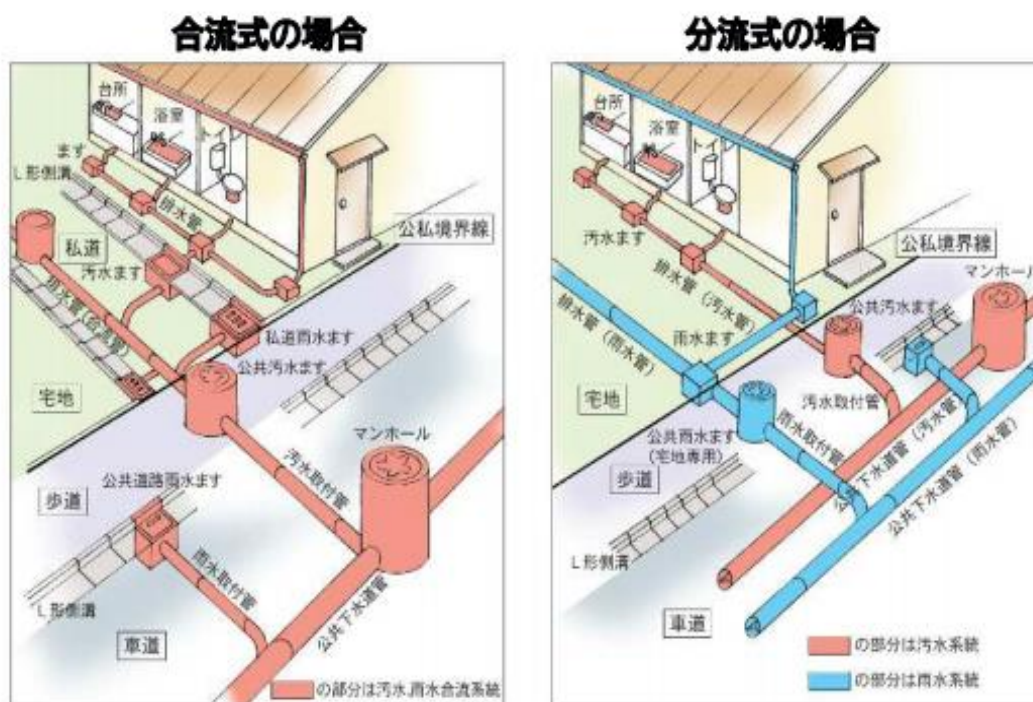 合流式の場合
台所
浴室
トイレ
ます
L形側溝
排水管
公私境界線
私道
汚水ます
排水管(合流管)
私道雨水ます
公共汚水ます
宅地
マンホール
汚水取付管
公共道路雨水ます
歩道
雨水取付管
L形側溝
公共下水道管
車道
の部分は汚水,雨水合流系統
分流式の場合
台所
浴室
トイ
汚水ます
公私境界線
排水管(汚水管)
マンホール
公共汚水ます
排水管(雨水管)
雨水ます
宅地
汚水取付管
公共雨水ます
(宅地専用)
雨水取付管
公共下水道管(汚水管)
歩道
公共下水道管(雨水管)
L形側溝
車道
の部分は汚水系統
の部分は雨水系統